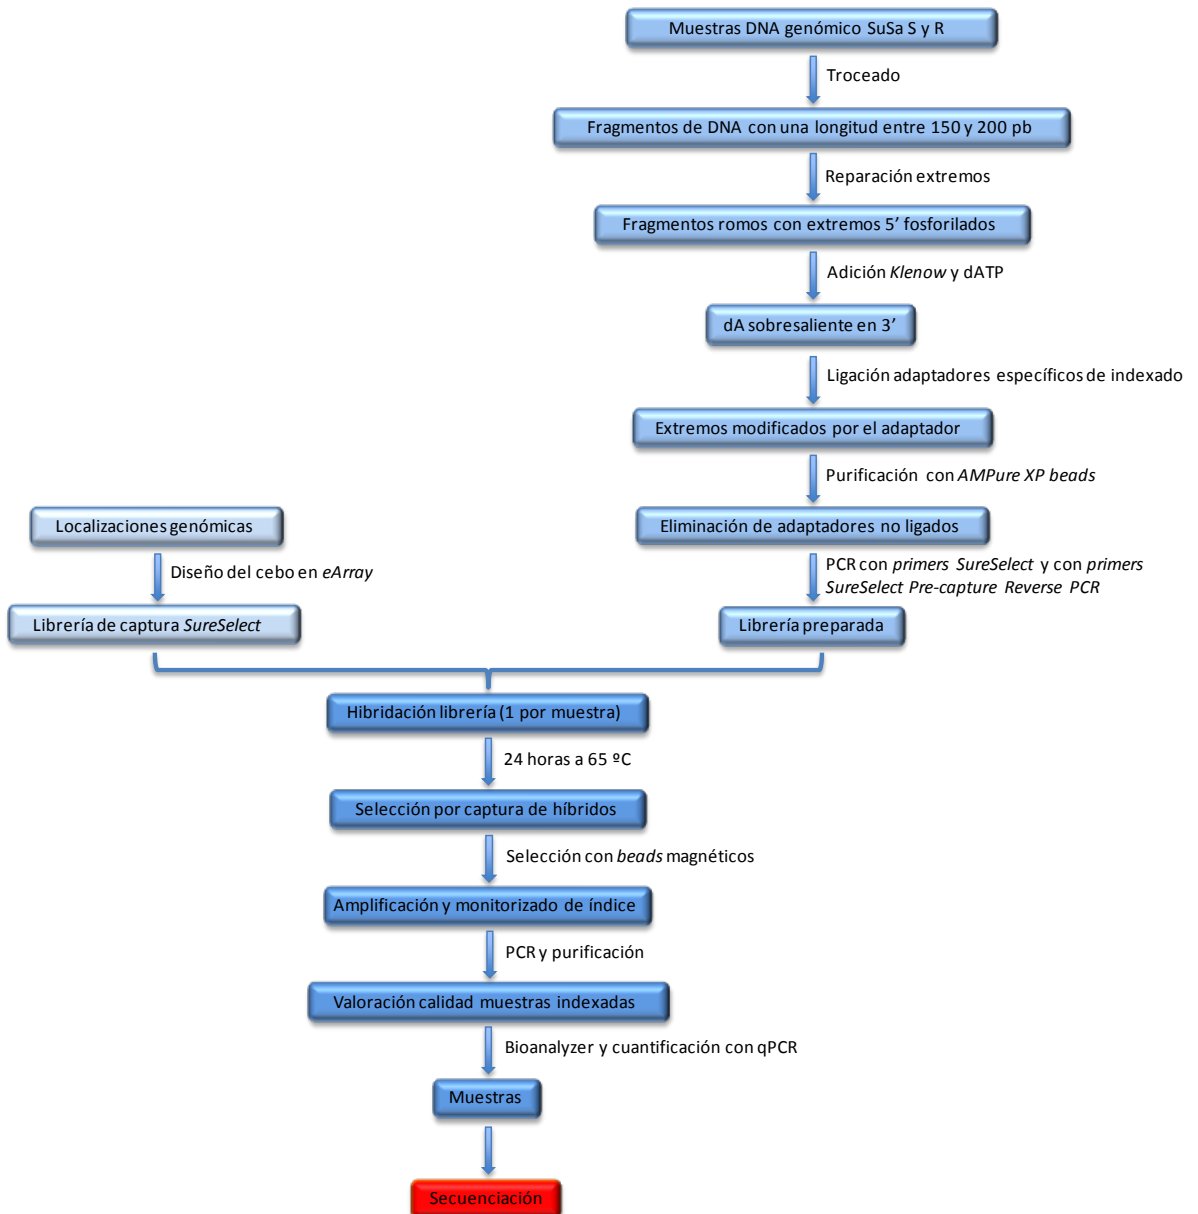 Muestras DNA genómico SuSa S y R
Troceado
Fragmentos de DNA con una longitud entre 150 y 200 pb
Reparación extremos
Fragmentos romos con extremos 5’ fosforilados
Adición Klenow y dATP
dA sobresaliente en 3’
Ligación adaptadores específicos de indexado
Extremos modificados por el adaptador
Purificación con AMPure XP beads
Eliminación de adaptadores no ligados
PCR con primers SureSelect y con primers
SureSelect Pre-capture Reverse PCR
Librería preparada
Localizaciones genómicas
Diseño del cebo en eArray
Librería de captura SureSelect
Hibridación librería (1 por muestra)
24 horas a 65 ºC
Selección por captura de híbridos
Selección con beads magnéticos
Amplificación y monitorizado de índice
PCR y purificación
Valoración calidad muestras indexadas
Bioanalyzer y cuantificación con qPCR
Muestras
Secuenciación